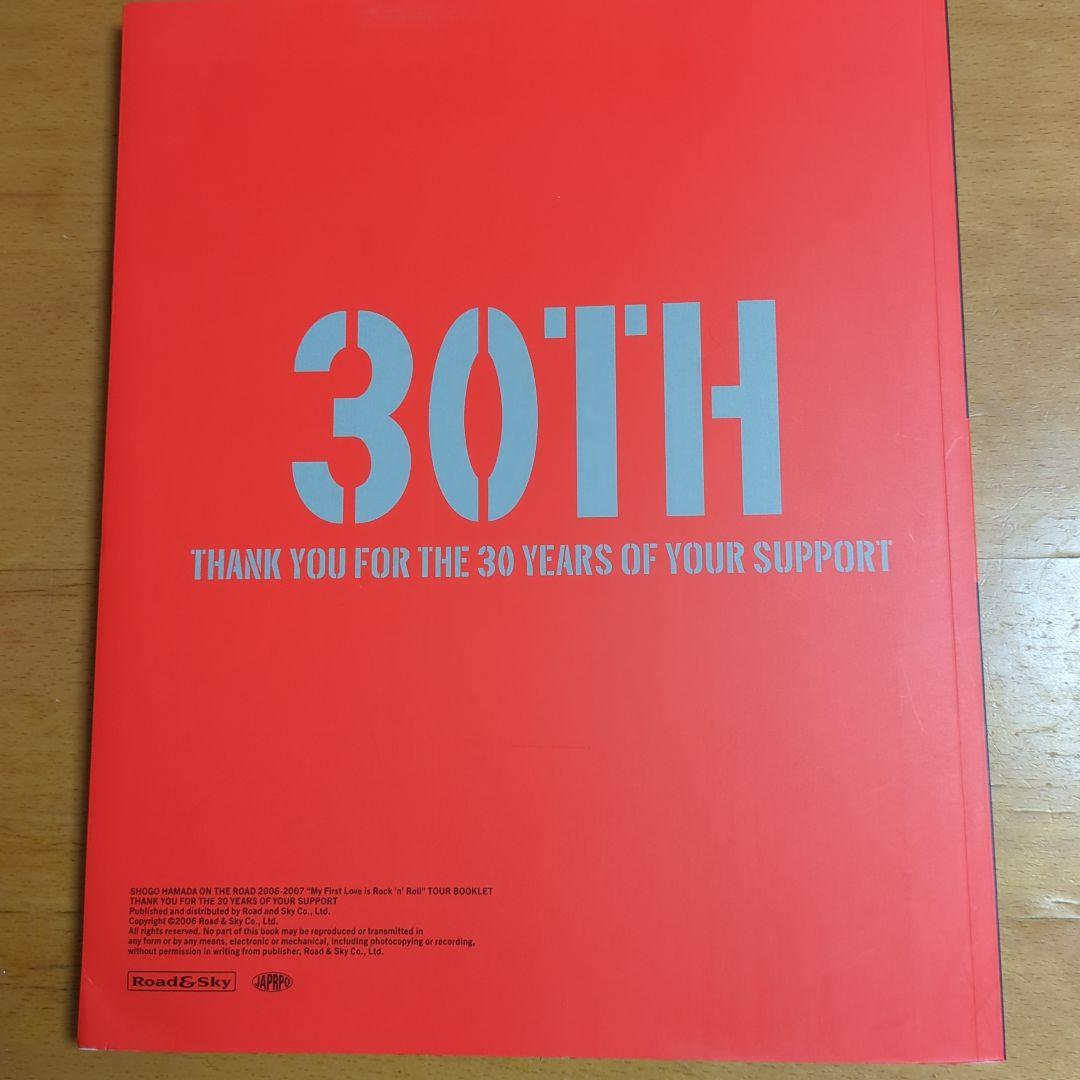 30TH
THANK YOU FOR THE 30 YEARS OF YOUR SUPPORT
SHOGO HAMADA ON THE ROAD 2006-2007 "My First Love is Rock 'n' Roll" TOUR BOOKLET
THANK YOU FOR THE 30 YEARS OF YOUR SUPPORT
Published and distributed by Road and Sky Co., Ltd.
Copyright ©2006 Road & Sky Co., Ltd.
All rights reserved. No part of this book may be reproduced or transmitted in
any form or by any means, electronic or mechanical, including photocopying or recording,
without permission in writing from publisher, Road & Sky Co., Ltd.
Road&Sky JAPRPO